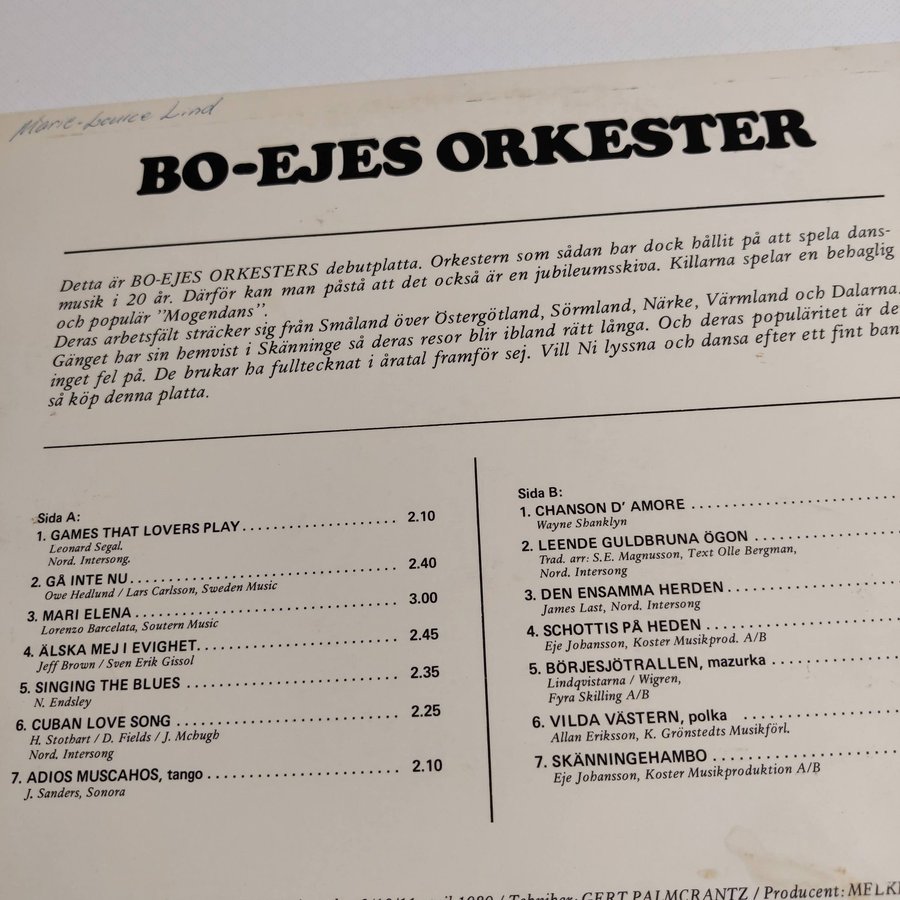 Marie-Louice Lind
BO-EJES ORKESTER
Detta är BO-EJES ORKESTERS debutplatta. Orkestern som sådan har dock hållit på att spela dans-
musik i 20 år. Därför kan man påstå att det också är en jubileumsskiva. Killarna spelar en behaglig
och populär "Mogendans".
Deras arbetsfält sträcker sig från Småland över Östergötland, Sörmland, Närke, Värmland och Dalarna.
Gänget har sin hemvist i Skänninge så deras resor blir ibland rätt långa. Och deras populäritet är de
inget fel på. De brukar ha fulltecknat i åratal framför sej. Vill Ni lyssna och dansa efter ett fint ban
så köp denna platta.
Sida A:
1. GAMES THAT LOVERS PLAY 2.10
Leonard Segal.
Nord. Intersong.
2. GÅ INTE NU 2.40
Owe Hedlund / Lars Carlsson, Sweden Music
3. MARI ELENA 3.00
Lorenzo Barcelata, Soutern Music
4. ÄLSKA MEJ I EVIGHET. 2.45
Jeff Brown / Sven Erik Gissol
5. SINGING THE BLUES 2.35
N. Endsley
6. CUBAN LOVE SONG 2.25
H. Stothart / D. Fields / J. Mchugh
Nord. Intersong
7. ADIOS MUSCAHOS, tango 2.10
J. Sanders, Sonora
Sida B:
1. CHANSON D' AMORE
Wayne Shanklyn
2. LEENDE GULDBRUNA ÖGON
Trad. arr: S.E. Magnusson, Text Olle Bergman,
Nord. Intersong
3. DEN ENSAMMA HERDEN
James Last, Nord. Intersong
4. SCHOTTIS PÅ HEDEN
Eje Johansson, Koster Musikprod. A/B
5. BÖRJESJÖTRALLEN, mazurka
Lindqvistarna / Wigren,
Fyra Skilling A/B
6. VILDA VÄSTERN, polka
Allan Eriksson, K. Grönstedts Musikförl.
7. SKÄNNINGEHAMBO
Eje Johansson, Koster Musikproduktion A/B
1980 / Tekniker: GERT PALMCRANTZ / Producent: MELK